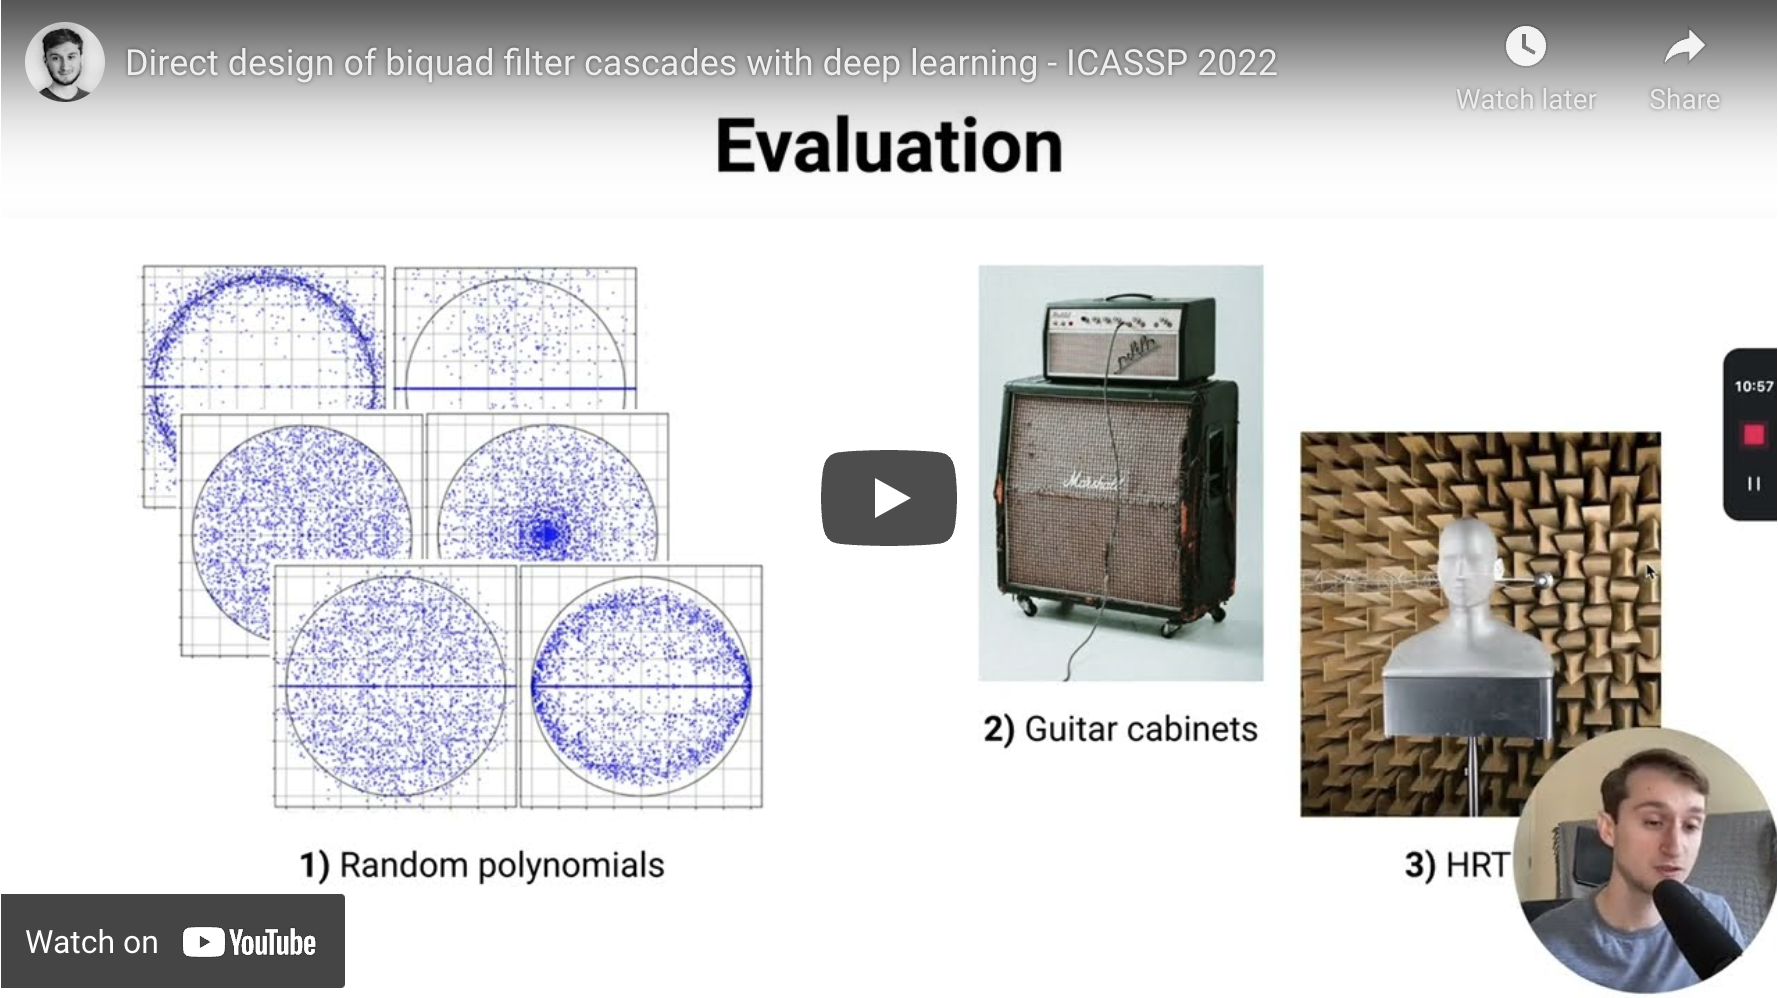 Direct design of biquad filter cascades with deep learning - ICASSP 2022
Watch later
Share
Evaluation
10:57
Marshall
2) Guitar cabinets
1) Random polynomials
3) HRT
Watch on YouTube